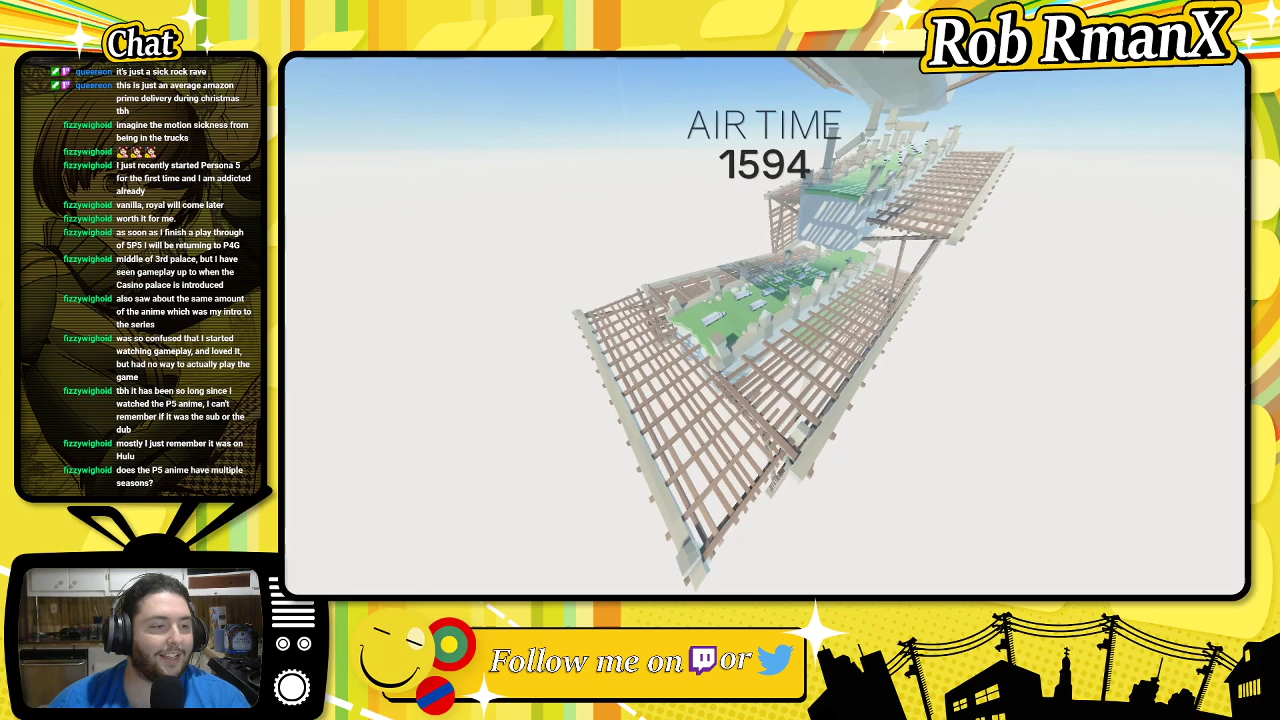 Chat
Rob RmanX
queereon it's just a sick rock rave
queereon this is just an average amazon
prime delivery during christmas
tbh
fizzywighoid imagine the motion sickness from
being in the trucks
fizzywighoid
fizzywighoid I just recently started Persona 5
for the first time and I am addicted
already
fizzywighoid vanilla, royal will come later
fizzywighoid worth it for me.
fizzywighoid as soon as I finish a play through
of 5P5 I will be returning to P4G
fizzywighoid middle of 3rd palace, but I have
seen gameplay up to when the
Casino palace is introduced
fizzywighoid also saw about the same amount
of the anime which was my intro to
the series
fizzywighoid was so confused that I started
watching gameplay, and loved it,
but had no way to actually play the
game
fizzywighoid tbh it has been so long since I
watched the P5 anime, I can't
remember if it was the sub or the
dub
fizzywighoid mostly I just remember it was on
Hulu
fizzywighoid does the P5 anime have multiple
seasons?
AIR TIME
1594
Follow me on or